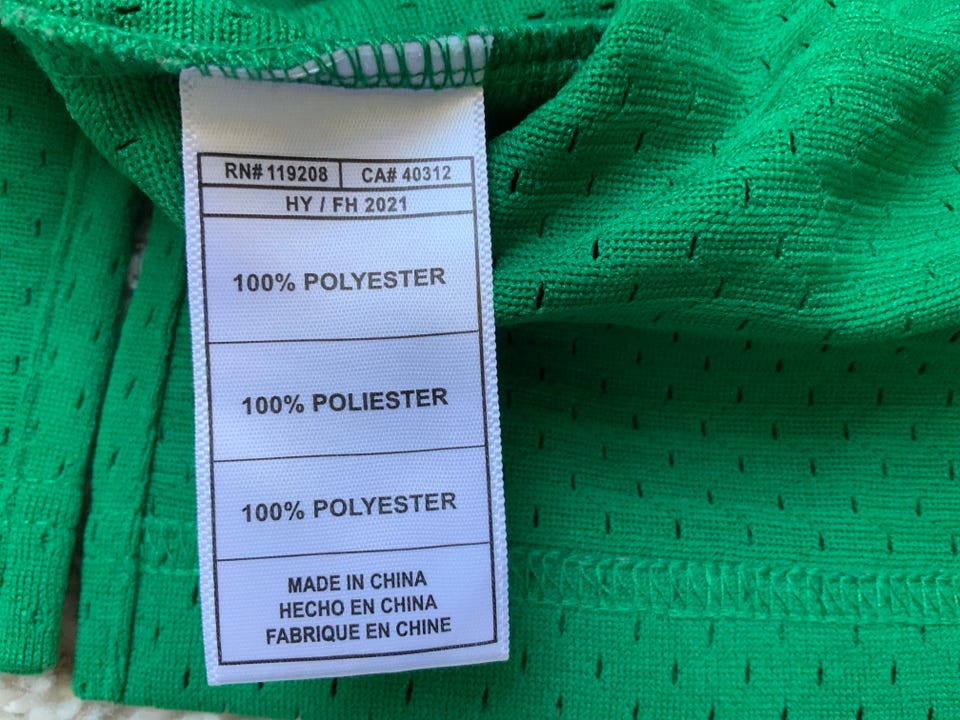 RN# 119208 CA# 40312
HY / FH 2021
100% POLYESTER
100% POLIESTER
100% POLYESTER
MADE IN CHINA
HECHO EN CHINA
FABRIQUE EN CHINE